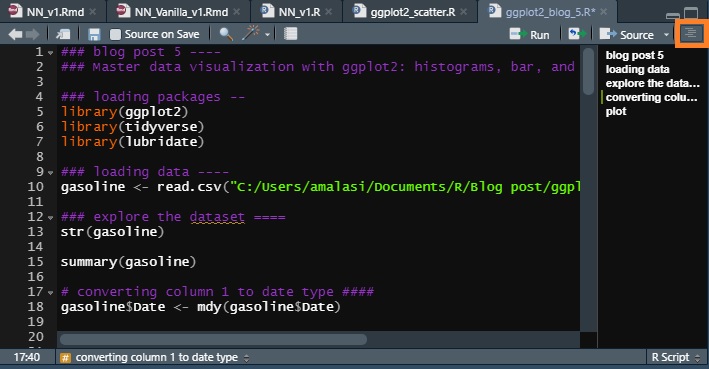 NN_v1.Rmd NN_Vanilla_v1.Rmd NN_v1.R ggplot2_scatter.R ggplot2_blog_5.R*
Source on Save Run Source
1 ### blog post 5 ----
2 ### Master data visualization with ggplot2: histograms, bar, and
3
4 ### loading packages --
5 library(ggplot2)
6 library(tidyverse)
7 library(lubridate)
8
9 ### loading data ----
10 gasoline <- read.csv("C:/Users/amalasi/Documents/R/Blog post/ggpl
11
12 ### explore the dataset ====
13 str(gasoline)
14
15 summary(gasoline)
16
17 # converting column 1 to date type ####
18 gasoline$Date <- mdy(gasoline$Date)
19
20
blog post 5
loading data
explore the data...
converting colu...
plot
17:40 # converting column 1 to date type R Script